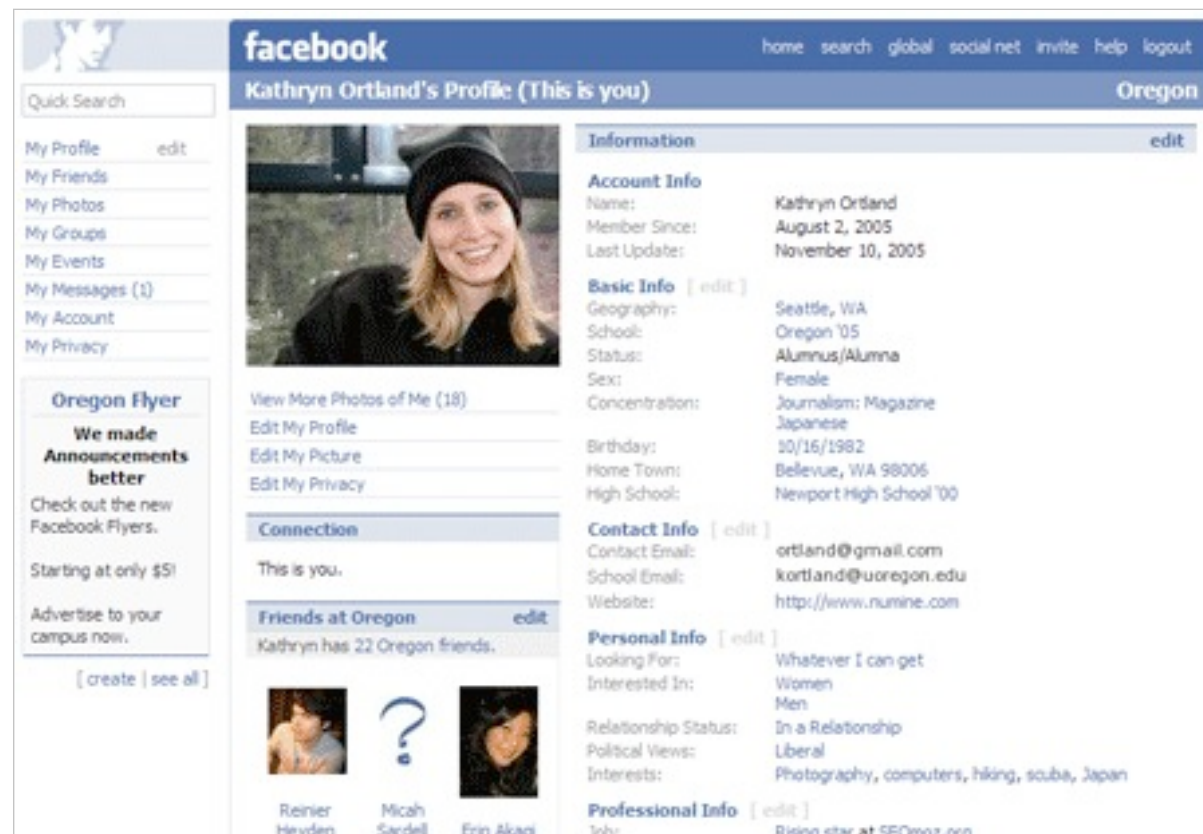 facebook
home search global social net invite help logout
Quick Search
Kathryn Ortland's Profile (This is you) Oregon
My Profile edit
My Friends
My Photos
My Groups
My Events
My Messages (1)
My Account
My Privacy
Oregon Flyer
We made
Announcements
better
Check out the new
Facebook Flyers.
Starting at only $5!
Advertise to your
campus now.
[ create | see all ]
View More Photos of Me (18)
Edit My Profile
Edit My Picture
Edit My Privacy
Connection
This is you.
Friends at Oregon edit
Kathryn has 22 Oregon friends.
Reinier
Heyden
Micah
Sardell
Erin Akagi
Information edit
Account Info
Name: Kathryn Ortland
Member Since: August 2, 2005
Last Update: November 10, 2005
Basic Info [ edit ]
Geography: Seattle, WA
School: Oregon '05
Status: Alumnus/Alumna
Sex: Female
Concentration: Journalism: Magazine
Japanese
Birthday: 10/16/1982
Home Town: Bellevue, WA 98006
High School: Newport High School '00
Contact Info [ edit ]
Contact Email: ortland@gmail.com
School Email: kortland@uoregon.edu
Website: http://www.numine.com
Personal Info [ edit ]
Looking For: Whatever I can get
Interested In: Women
Men
Relationship Status: In a Relationship
Political Views: Liberal
Interests: Photography, computers, hiking, scuba, Japan
Professional Info [ edit ]
Job: Rising star at SEOmoz.org